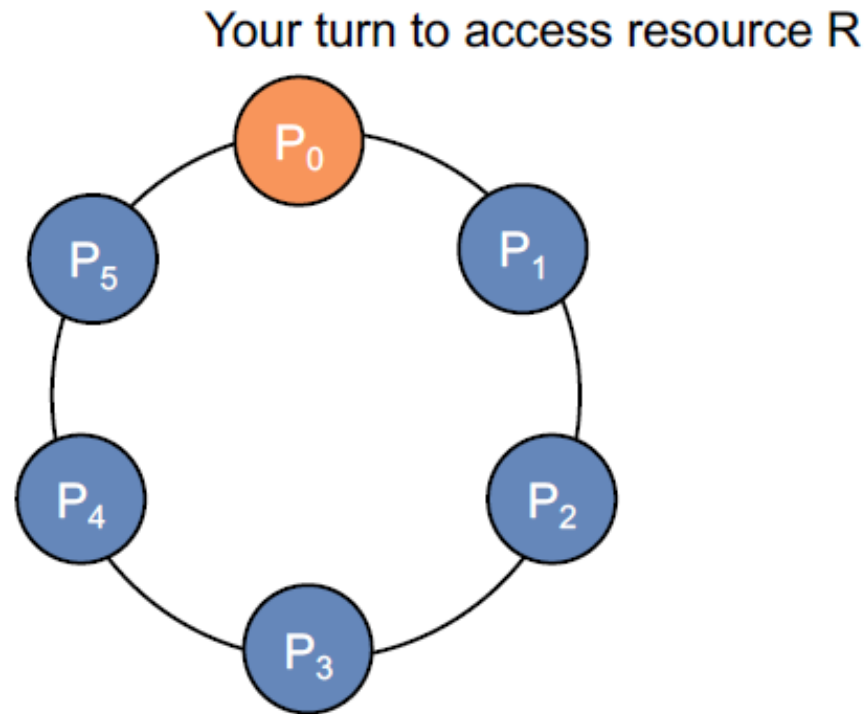 Your turn to access resource R
P₀
P₁
P₅
P₂
P₄
P₃